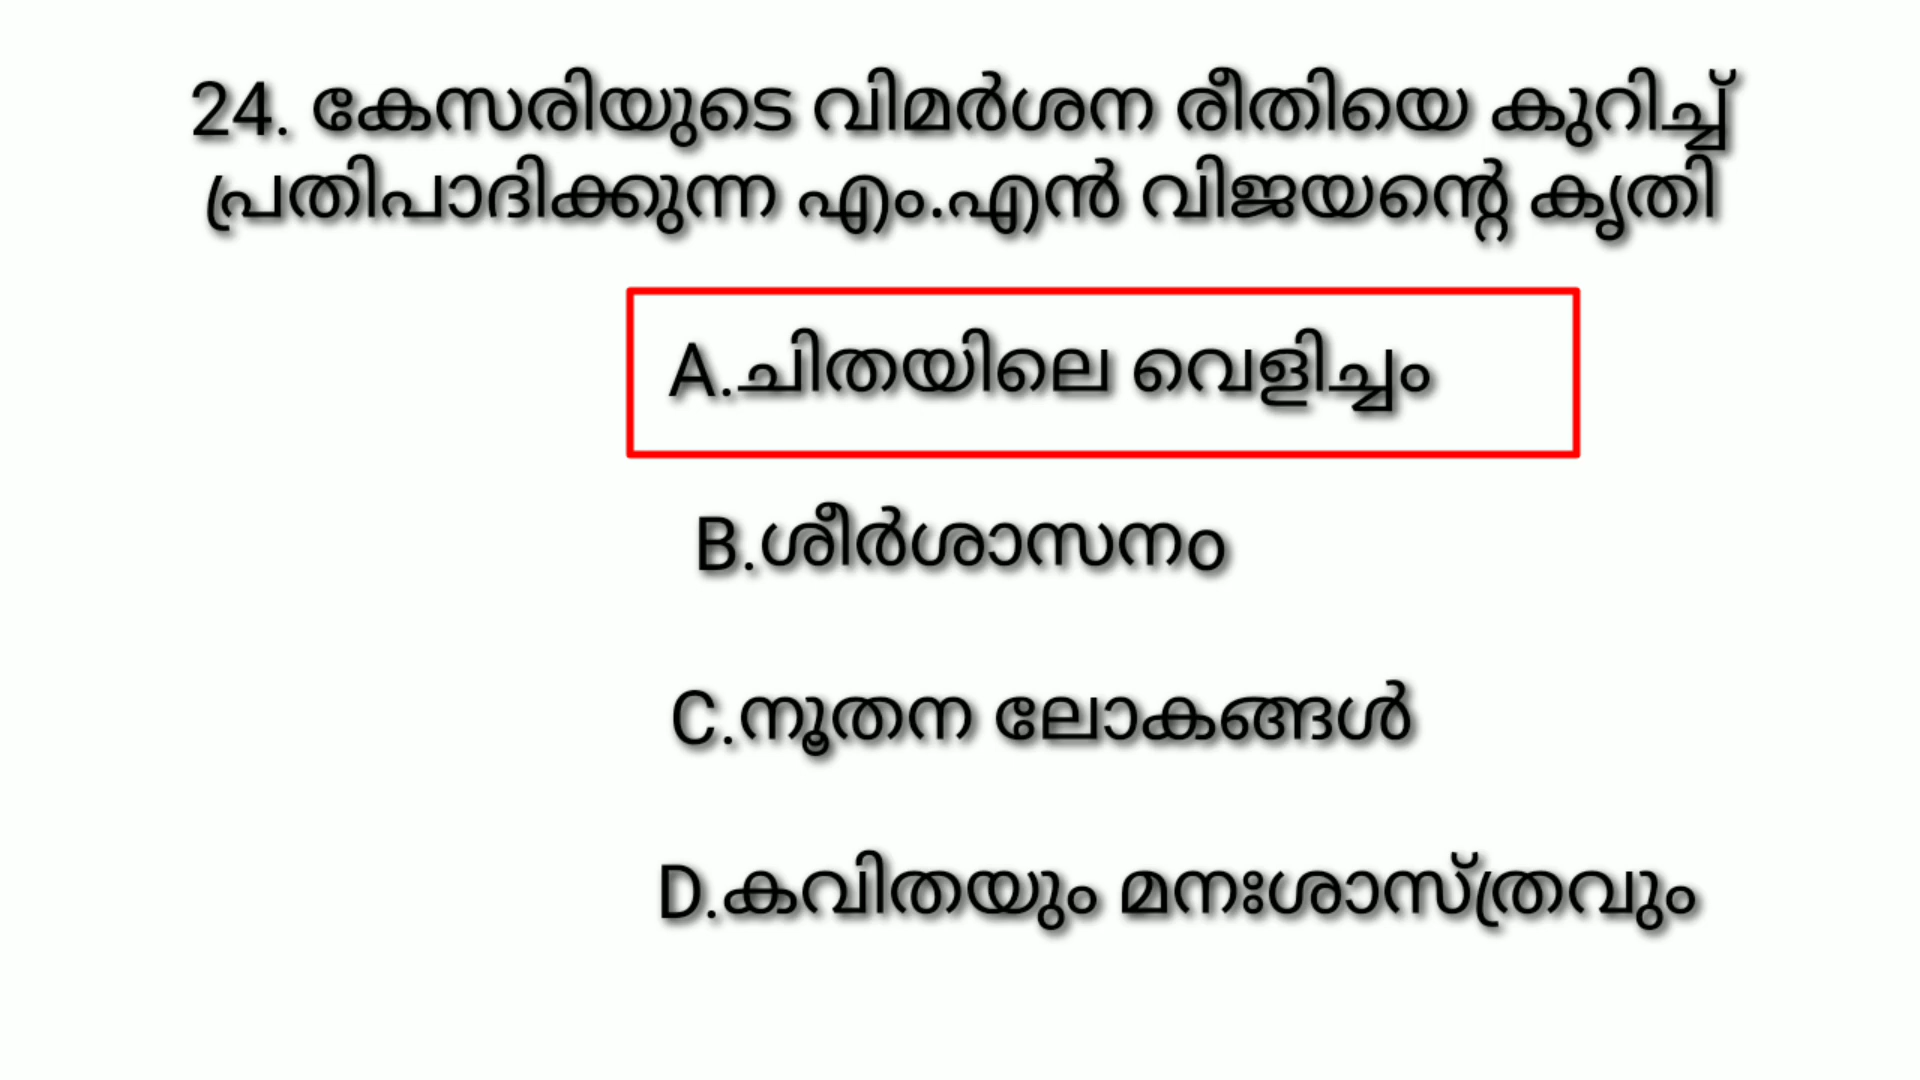 24. കേസരിയുടെ വിമർശന രീതിയെ കുറിച്ച്
പ്രതിപാദിക്കുന്ന എം.എൻ വിജയന്റെ കൃതി
A.ചിതയിലെ വെളിച്ചം
B.ശീർശാസനം
C.നൂതന ലോകങ്ങൾ
D.കവിതയും മനഃശാസ്ത്രവും